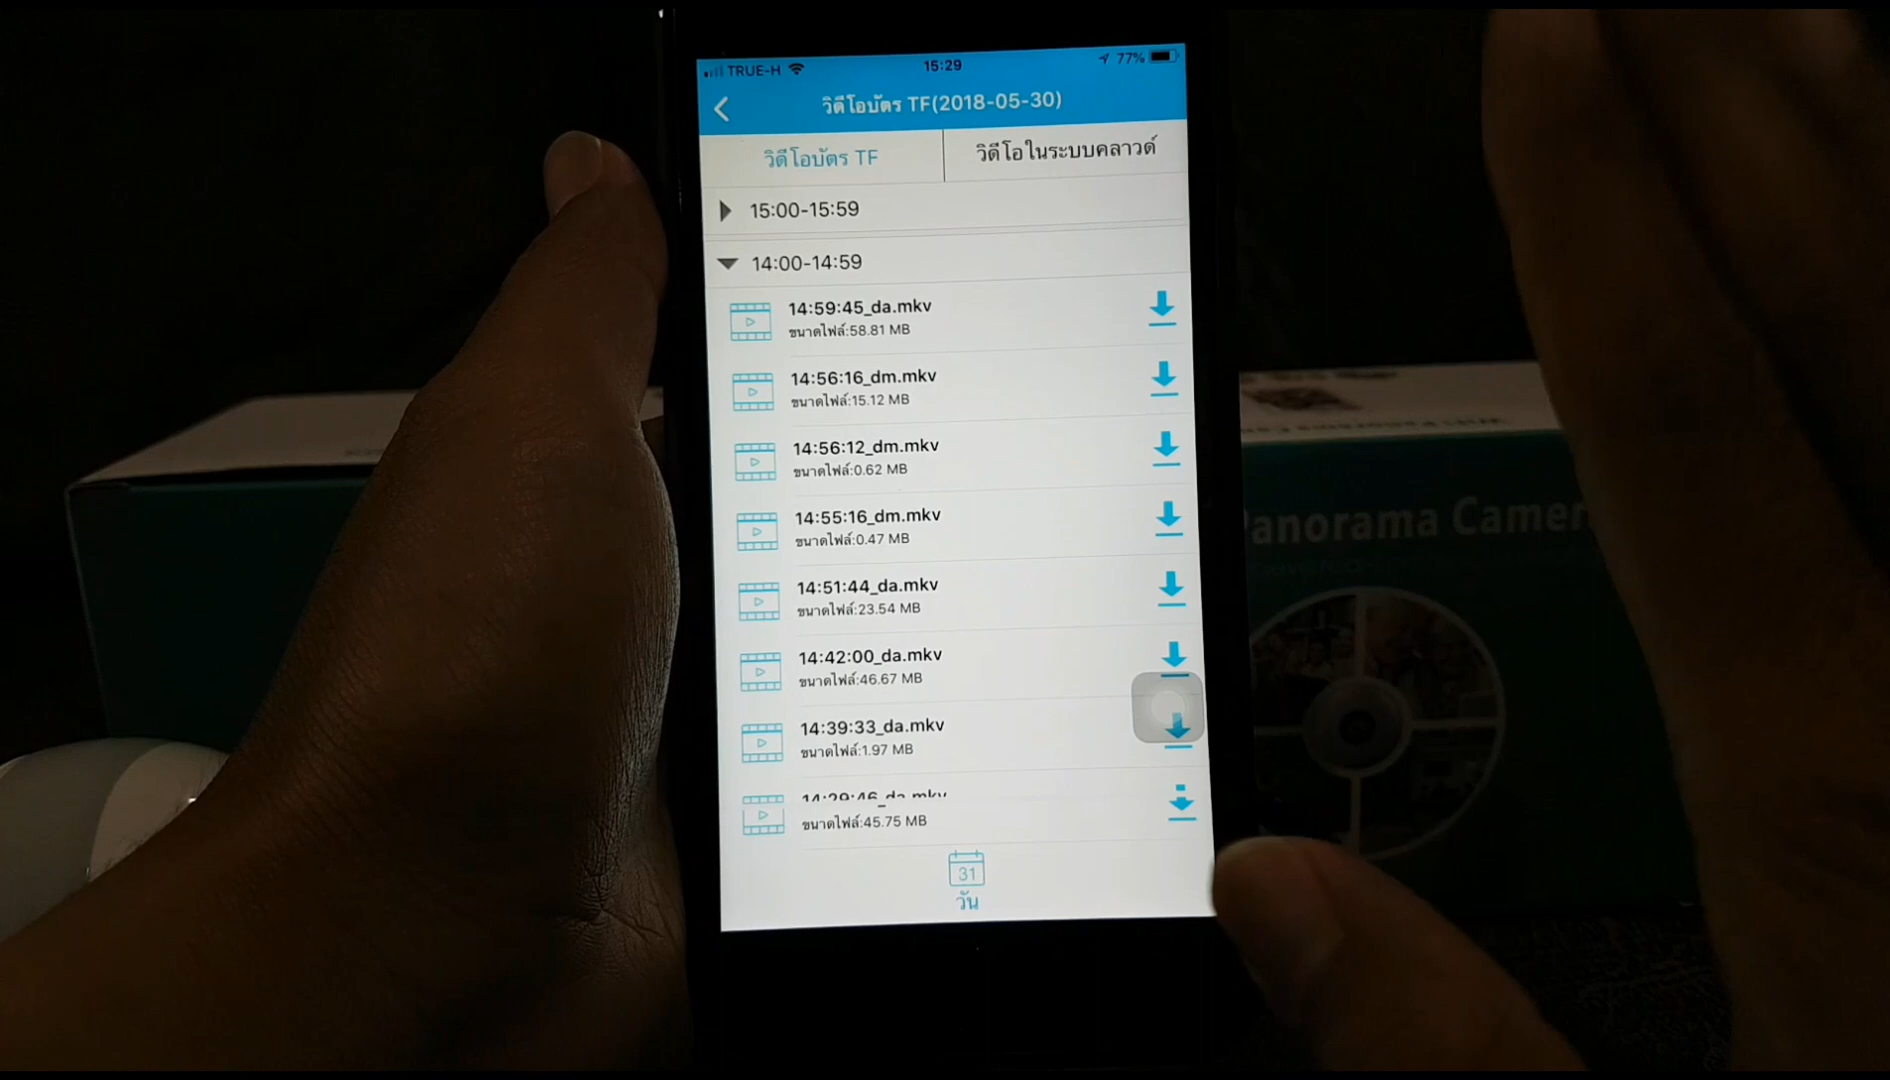 TRUE-H
15:29
77%
วิดีโอบัตร TF(2018-05-30)
วิดีโอบัตร TF
วิดีโอในระบบคลาวด์
15:00-15:59
14:00-14:59
14:59:45_da.mkv
ขนาดไฟล์:58.81 MB
14:56:16_dm.mkv
ขนาดไฟล์:15.12 MB
14:56:12_dm.mkv
ขนาดไฟล์:0.62 MB
14:55:16_dm.mkv
ขนาดไฟล์:0.47 MB
14:51:44_da.mkv
ขนาดไฟล์:23.54 MB
14:42:00_da.mkv
ขนาดไฟล์:46.67 MB
14:39:33_da.mkv
ขนาดไฟล์:1.97 MB
14:29:46_da.mkv
ขนาดไฟล์:45.75 MB
31
วัน
Panorama Camer